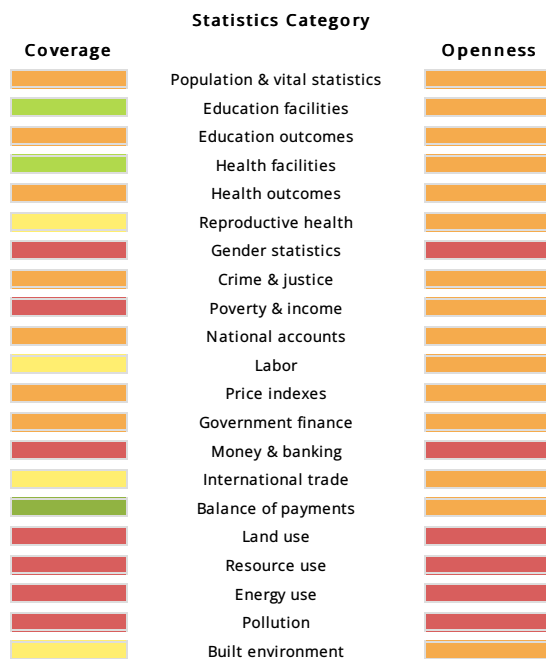 Statistics Category
Coverage
Openness
Population & vital statistics
Education facilities
Education outcomes
Health facilities
Health outcomes
Reproductive health
Gender statistics
Crime & justice
Poverty & income
National accounts
Labor
Price indexes
Government finance
Money & banking
International trade
Balance of payments
Land use
Resource use
Energy use
Pollution
Built environment